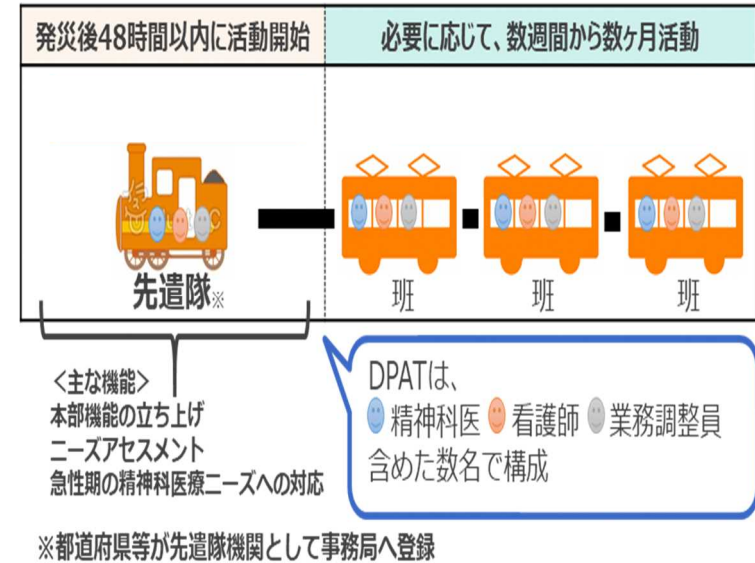 発災後48時間以内に活動開始
必要に応じて、数週間から数ヶ月活動
先遣隊※
班
班
班
＜主な機能＞
本部機能の立ち上げ
ニーズアセスメント
急性期の精神科医療ニーズへの対応
DPATは、
精神科医 看護師 業務調整員
含めた数名で構成
※都道府県等が先遣隊機関として事務局へ登録